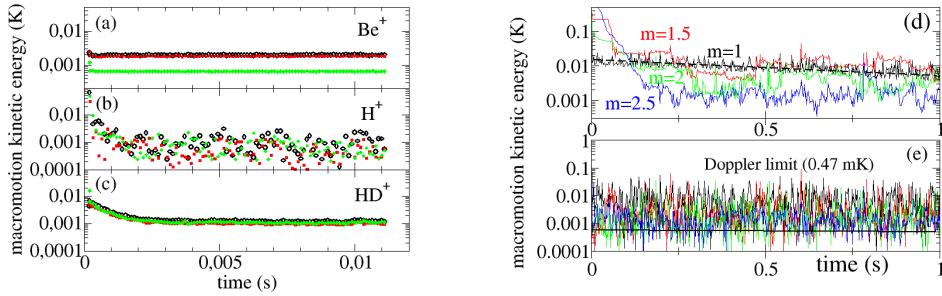 macromotion kinetic energy (K)
(a)
Be+
0,01
0,001
(b)
H+
0,01
0,001
0,0001
(c)
HD+
0,01
0,001
0,0001
0
0,005
0,01
time (s)
macromotion kinetic energy (K)
(d)
m=1.5
m=1
m=2
m=2.5
0.1
0.01
0.001
0
0.5
1
(e)
Doppler limit (0.47 mK)
1
0.1
0.01
0.001
0.0001
0
0.5
time (s)
1